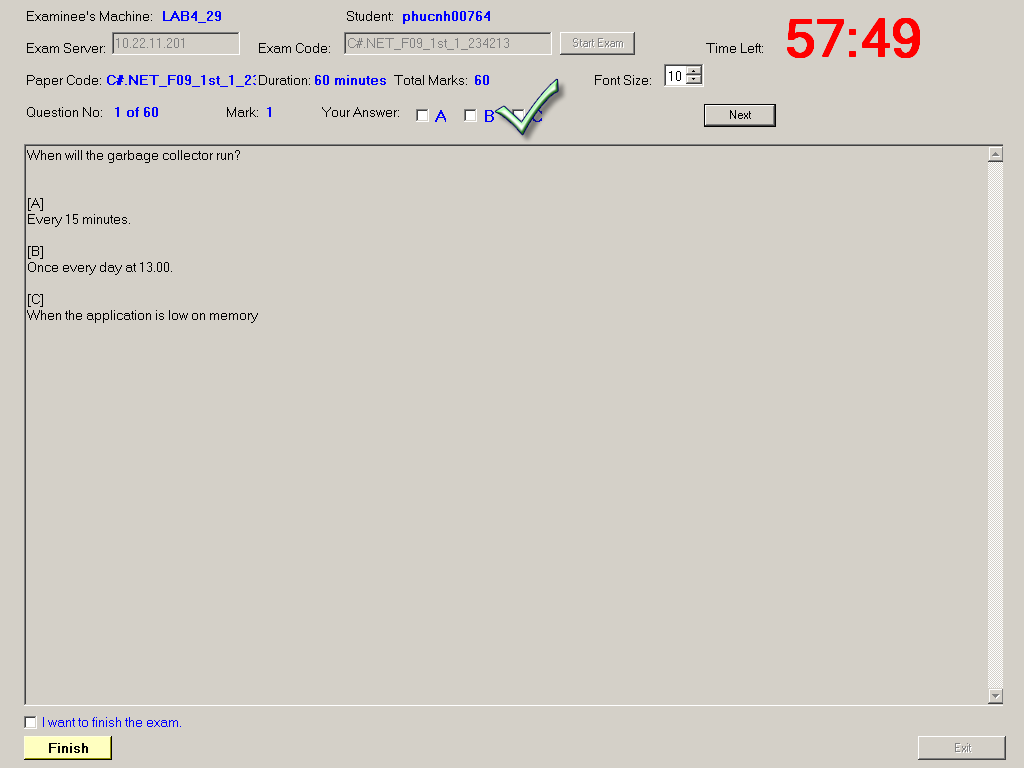 Examinee's Machine: LAB4_29 Student: phucnh00764
57:49
Exam Server: 10.22.11.201 Exam Code: C#.NET_F09_1st_1_234213 Start Exam Time Left:
Paper Code: C#.NET_F09_1st_1_23 Duration: 60 minutes Total Marks: 60 Font Size: 10
Question No: 1 of 60 Mark: 1 Your Answer: A B C Next
When will the garbage collector run?
[A]
Every 15 minutes.
[B]
Once every day at 13.00.
[C]
When the application is low on memory
I want to finish the exam.
Finish Exit